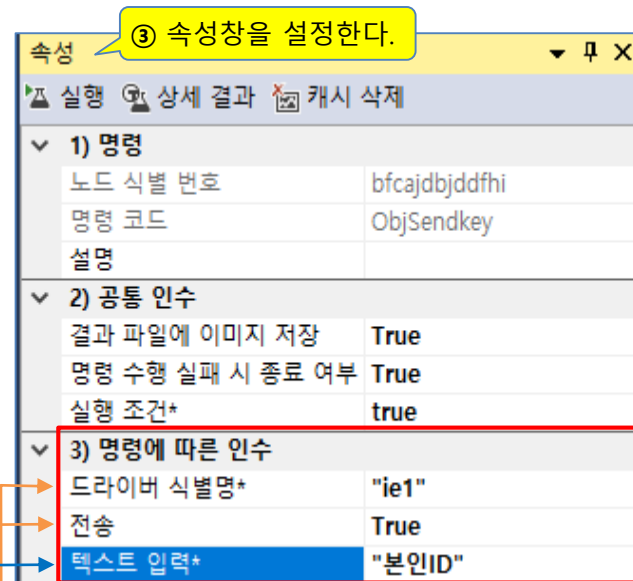 ③ 속성창을 설정한다.
속성
실행 상세 결과 캐시 삭제
1) 명령
노드 식별 번호 bfcajdbjddfhi
명령 코드 ObjSendkey
설명
2) 공통 인수
결과 파일에 이미지 저장 True
명령 수행 실패 시 종료 여부 True
실행 조건* true
3) 명령에 따른 인수
드라이버 식별명* "ie1"
전송 True
텍스트 입력* "본인ID"